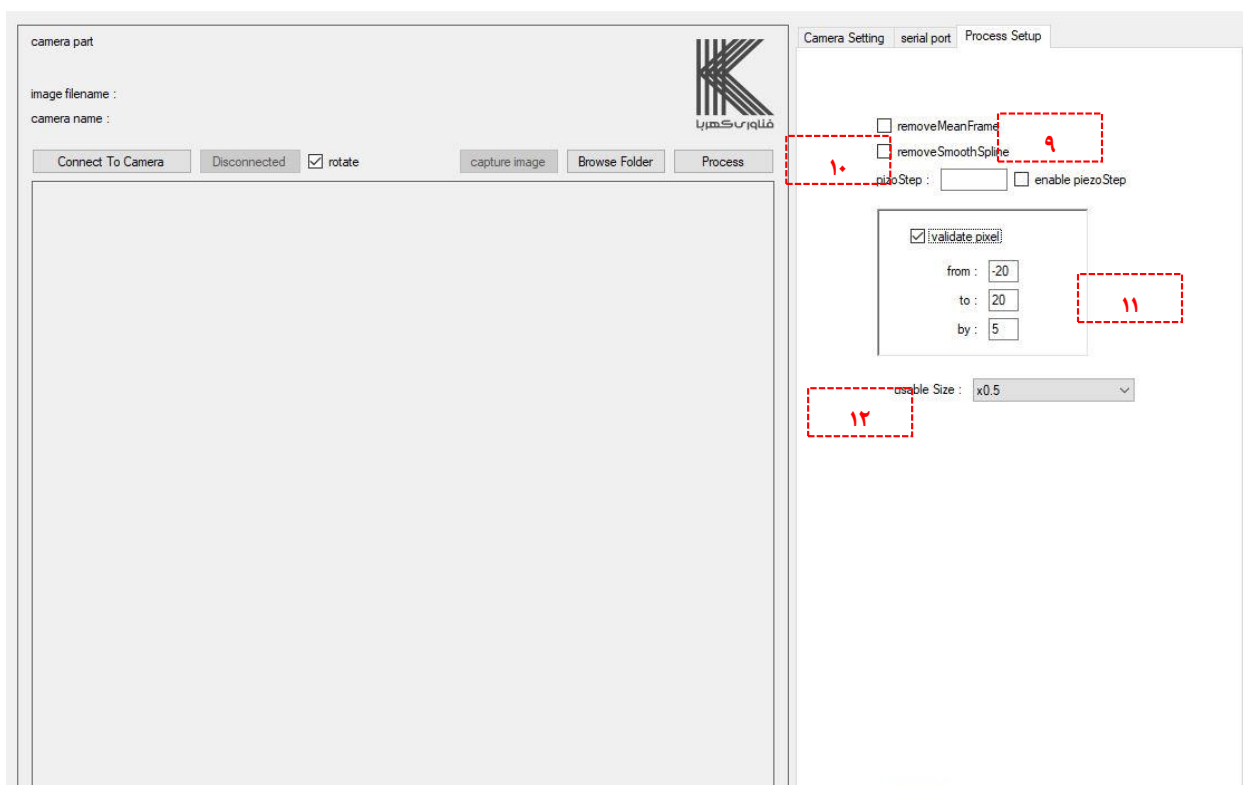 camera part
image filename :
camera name :
فناوری کهربا
Connect To Camera
Disconnected
rotate
capture image
Browse Folder
Process
Camera Setting
serial port
Process Setup
removeMeanFrame
۹
removeSmoothSpline
۱۰
pizoStep :
enable piezoStep
validate pixel
from : -20
to : 20
by : 5
۱۱
usable Size : x0.5
۱۲